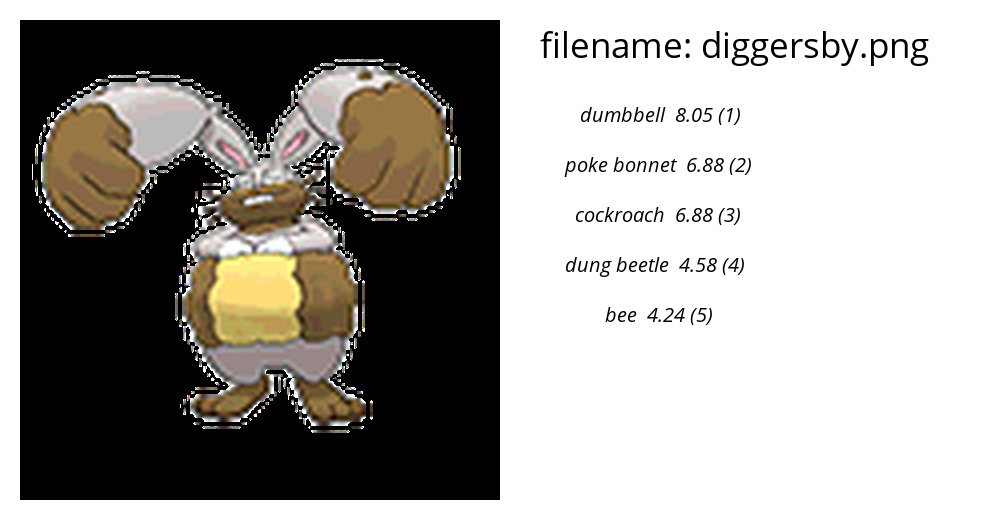 filename: diggersby.png
dumbbell 8.05 (1)
poke bonnet 6.88 (2)
cockroach 6.88 (3)
dung beetle 4.58 (4)
bee 4.24 (5)